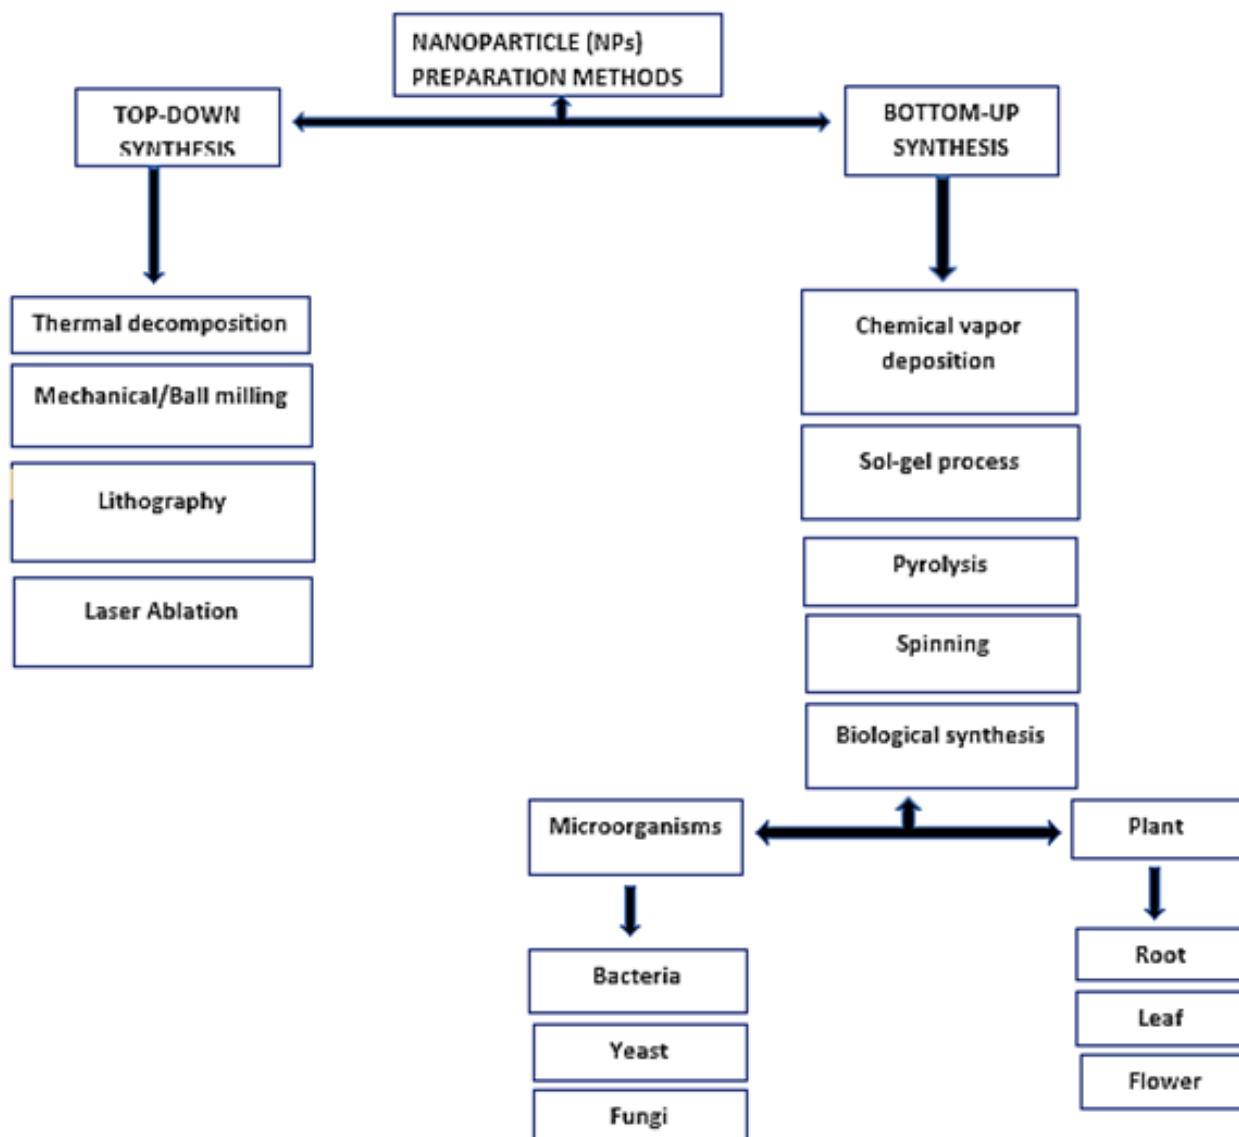 NANOPARTICLE (NPs)
PREPARATION METHODS
TOP-DOWN
SYNTHESIS
BOTTOM-UP
SYNTHESIS
Thermal decomposition
Mechanical/Ball milling
Lithography
Laser Ablation
Chemical vapor
deposition
Sol-gel process
Pyrolysis
Spinning
Biological synthesis
Microorganisms
Plant
Bacteria
Yeast
Fungi
Root
Leaf
Flower